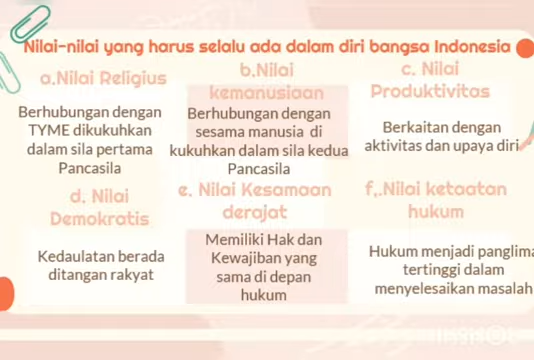 Nilai-nilai yang harus selalu ada dalam diri bangsa Indonesia
a.Nilai Religius
Berhubungan dengan
TYME dikukuhkan
dalam sila pertama
Pancasila
b.Nilai
kemanusiaan
Berhubungan dengan
sesama manusia di
kukuhkan dalam sila kedua
Pancasila
c. Nilai
Produktivitas
Berkaitan dengan
aktivitas dan upaya diri
d. Nilai
Demokratis
Kedaulatan berada
ditangan rakyat
e. Nilai Kesamaan
derajat
Memiliki Hak dan
Kewajiban yang
sama di depan
hukum
f,.Nilai ketaatan
hukum
Hukum menjadi panglima
tertinggi dalam
menyelesaikan masalah